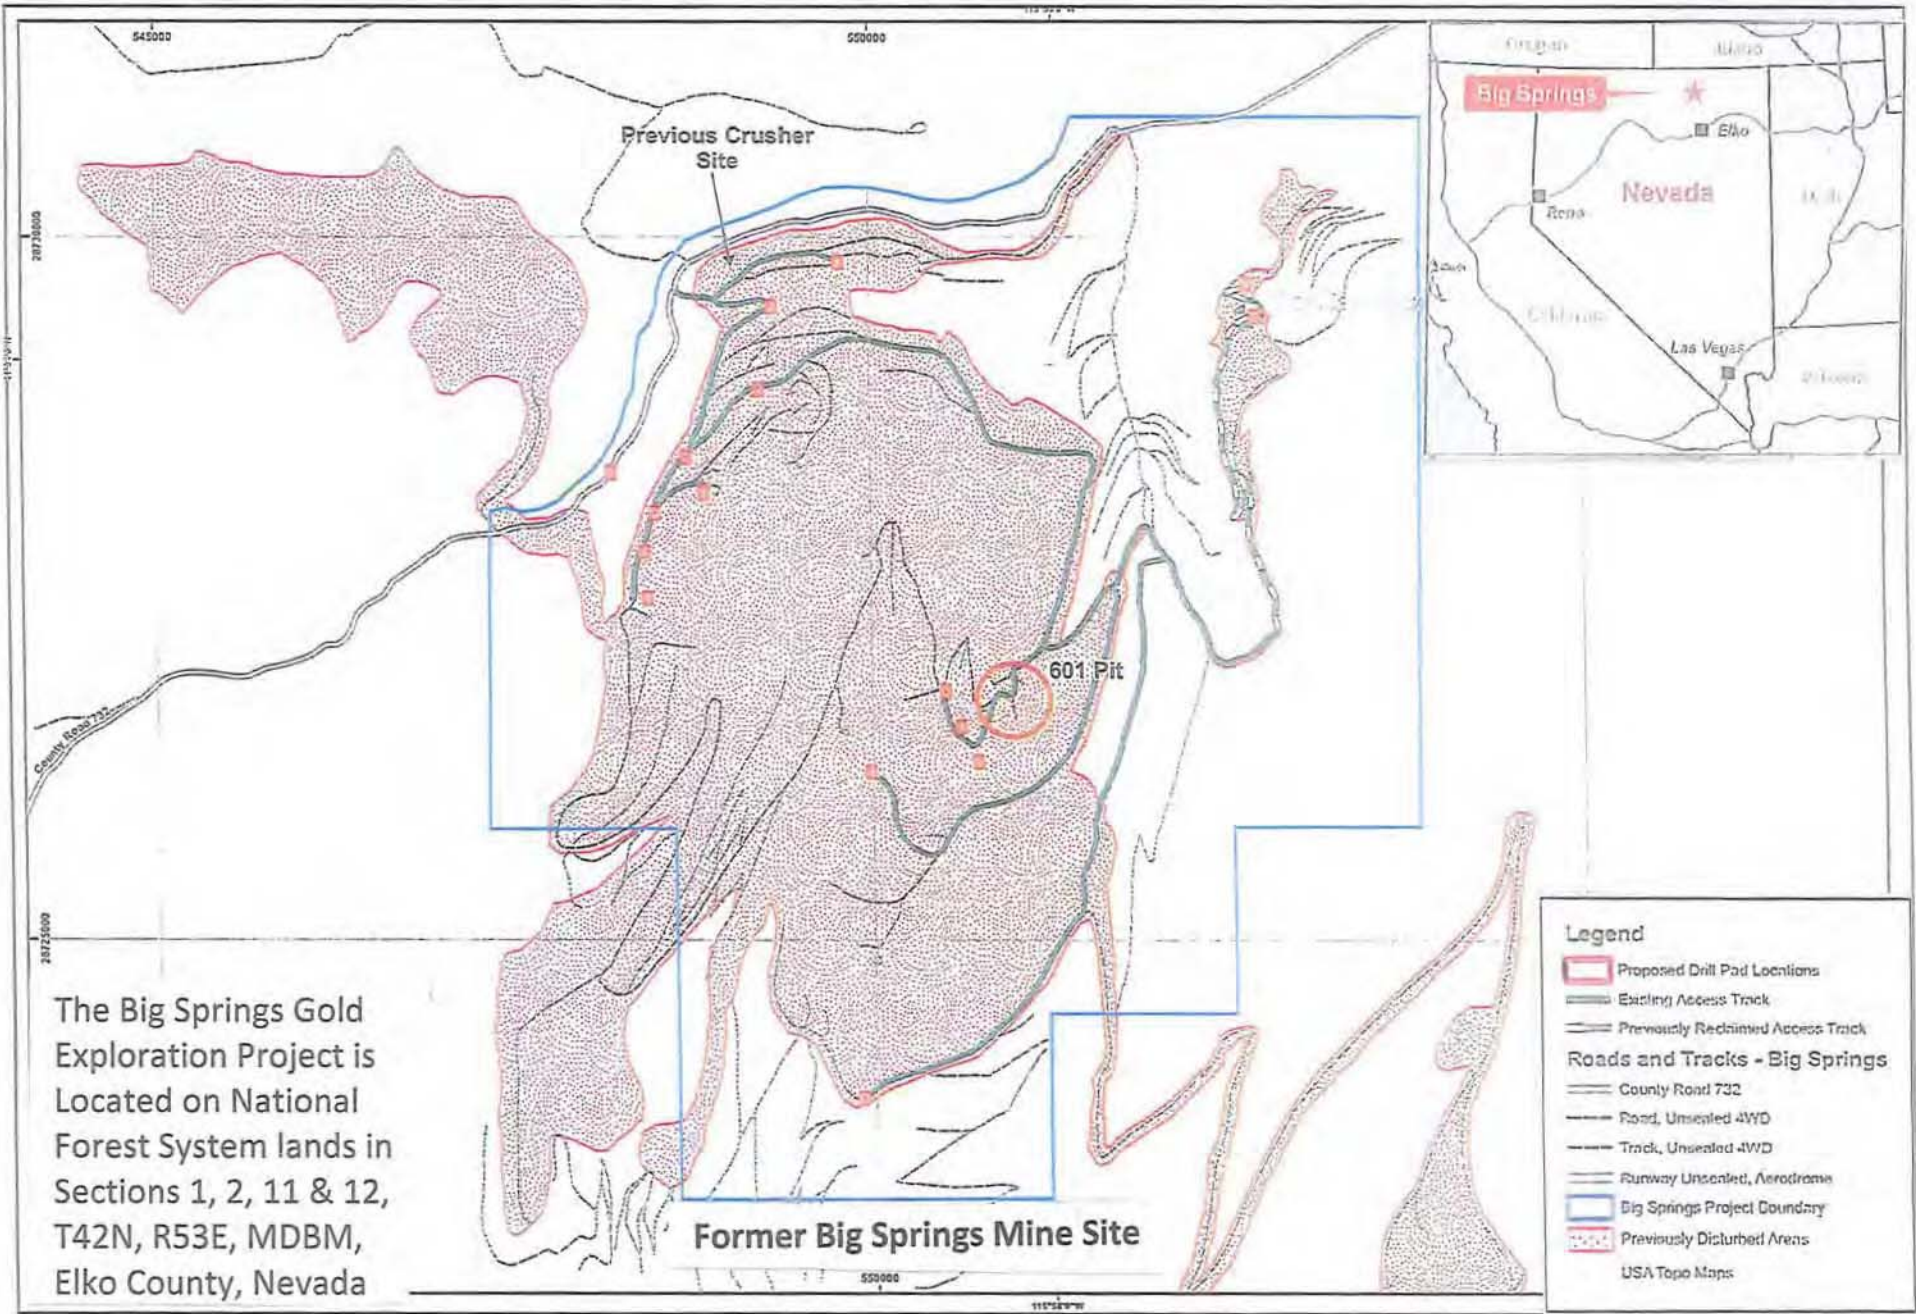 545000
550000
Previous Crusher
Site
Big Springs
Elko
Reno
Nevada
Las Vegas
601 Pit
County Road 732
28725000
The Big Springs Gold
Exploration Project is
Located on National
Forest System lands in
Sections 1, 2, 11 & 12,
T42N, R53E, MDBM,
Elko County, Nevada
Former Big Springs Mine Site
550000
Legend
Proposed Drill Pad Locations
Existing Access Track
Previously Reclaimed Access Track
Roads and Tracks - Big Springs
County Road 732
Road, Unsealed 4WD
Track, Unsealed 4WD
Runway Unsealed, Aerodrome
Big Springs Project Boundary
Previously Disturbed Areas
USA Topo Maps